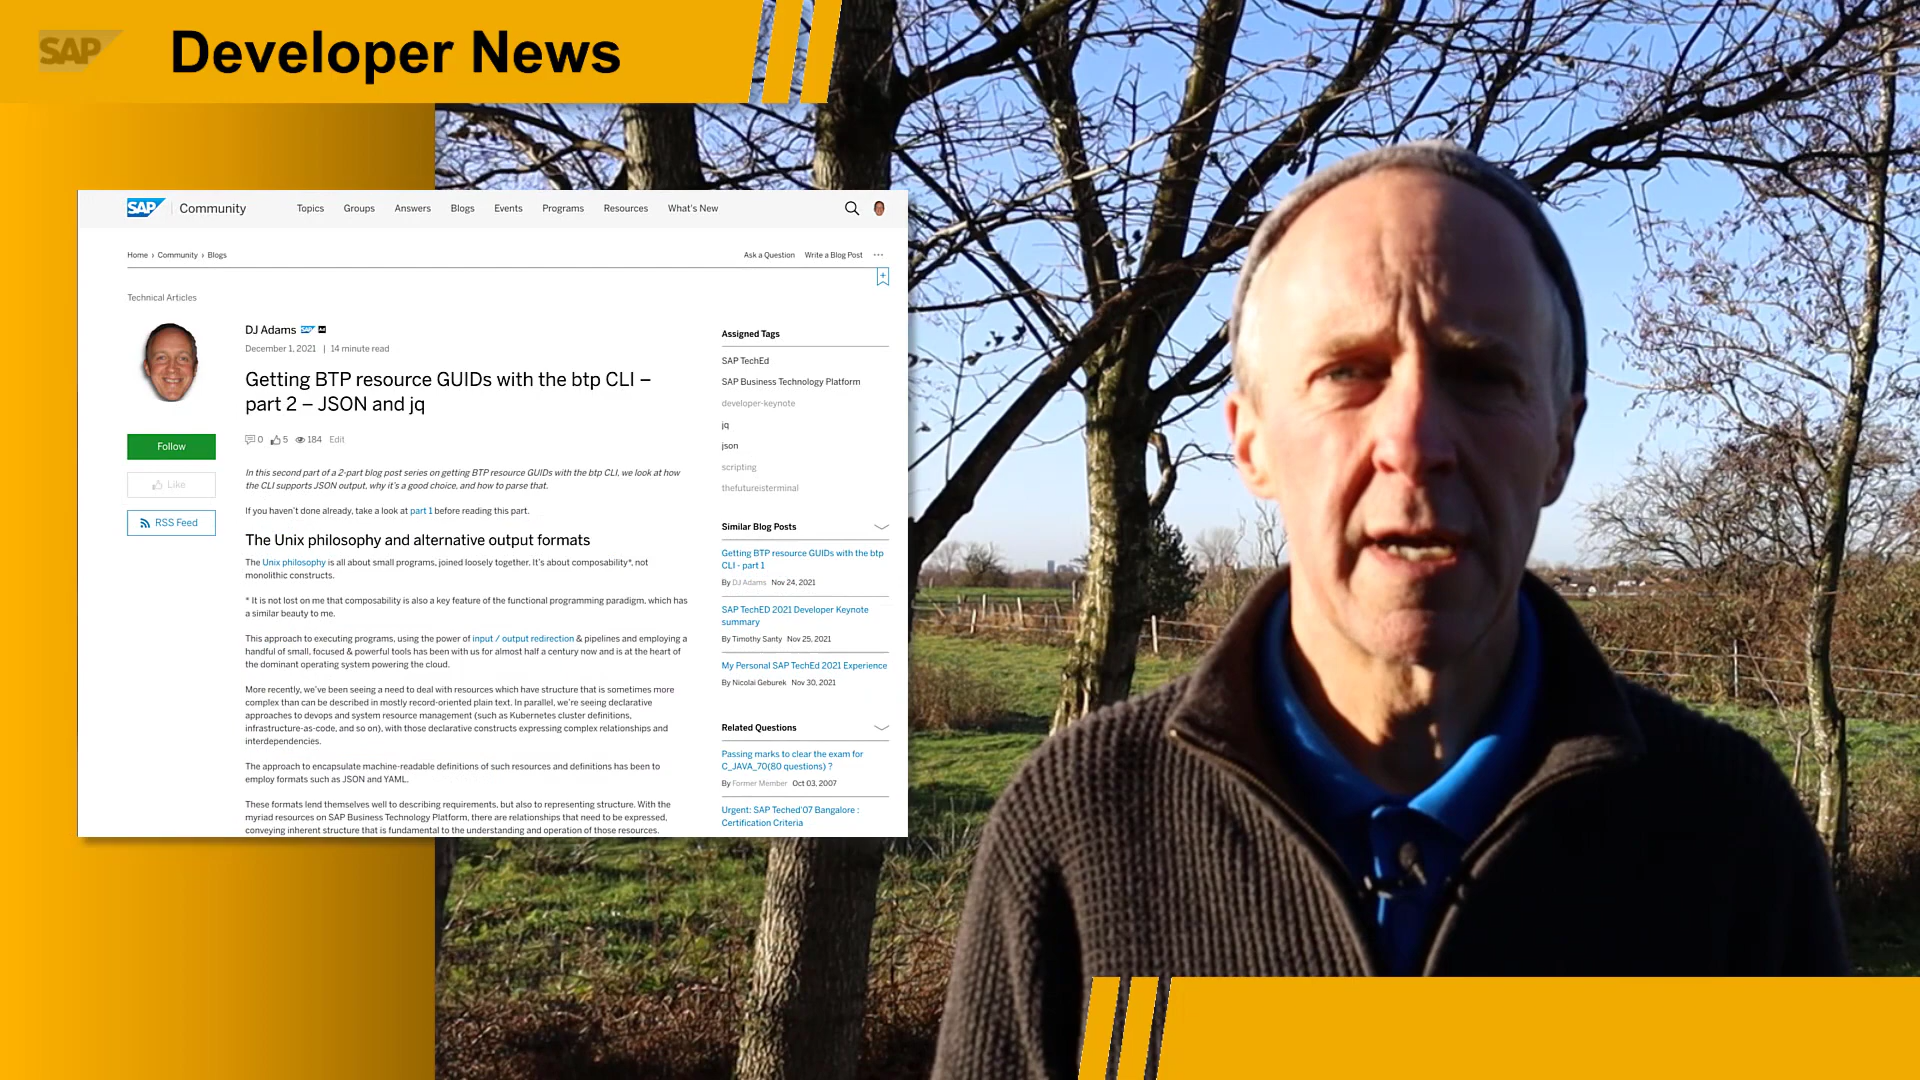 SAP
Developer News
SAP
Community
Topics
Groups
Answers
Blogs
Events
Programs
Resources
What's New
Home › Community › Blogs
Ask a Question
Write a Blog Post
Technical Articles
DJ Adams SAP
December 1, 2021 | 14 minute read
Getting BTP resource GUIDs with the btp CLI –
part 2 – JSON and jq
0 5 184 Edit
Follow
Like
RSS Feed
In this second part of a 2-part blog post series on getting BTP resource GUIDs with the btp CLI, we look at how
the CLI supports JSON output, why it's a good choice, and how to parse that.
If you haven't done already, take a look at part 1 before reading this part.
The Unix philosophy and alternative output formats
The Unix philosophy is all about small programs, joined loosely together. It's about composability*, not
monolithic constructs.
* It is not lost on me that composability is also a key feature of the functional programming paradigm, which has
a similar beauty to me.
This approach to executing programs, using the power of input / output redirection & pipelines and employing a
handful of small, focused & powerful tools has been with us for almost half a century now and is at the heart of
the dominant operating system powering the cloud.
More recently, we've been seeing a need to deal with resources which have structure that is sometimes more
complex than can be described in mostly record-oriented plain text. In parallel, we're seeing declarative
approaches to devops and system resource management (such as Kubernetes cluster definitions,
infrastructure-as-code, and so on), with those declarative constructs expressing complex relationships and
interdependencies.
The approach to encapsulate machine-readable definitions of such resources and definitions has been to
employ formats such as JSON and YAML.
These formats lend themselves well to describing requirements, but also to representing structure. With the
myriad resources on SAP Business Technology Platform, there are relationships that need to be expressed,
conveying inherent structure that is fundamental to the understanding and operation of those resources.
Assigned Tags
SAP TechEd
SAP Business Technology Platform
developer-keynote
jq
json
scripting
thefutureisterminal
Similar Blog Posts
Getting BTP resource GUIDs with the btp
CLI - part 1
By DJ Adams Nov 24, 2021
SAP TechED 2021 Developer Keynote
summary
By Timothy Santy Nov 25, 2021
My Personal SAP TechEd 2021 Experience
By Nicolai Geburek Nov 30, 2021
Related Questions
Passing marks to clear the exam for
C_JAVA_70(80 questions) ?
By Former Member Oct 03, 2007
Urgent: SAP Teched'07 Bangalore :
Certification Criteria